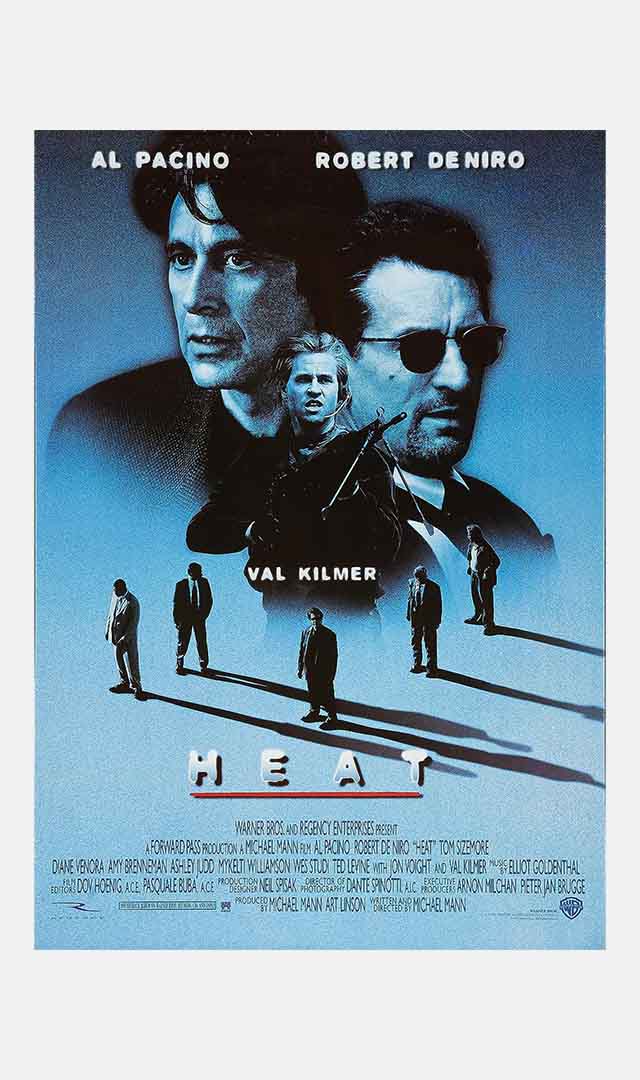 AL PACINO ROBERT DE NIRO
VAL KILMER
HEAT
WARNER BROS. AND REGENCY ENTERPRISES PRESENT
A FORWARD PASS PRODUCTION A MICHAEL MANN FILM AL PACINO ROBERT DE NIRO "HEAT" TOM SIZEMORE
DIANE VENORA AMY BRENNEMAN ASHLEY JUDD MYKELTI WILLIAMSON WES STUDI TED LEVINE WITH JON VOIGHT AND VAL KILMER MUSIC BY ELLIOT GOLDENTHAL
FILM EDITORS DOV HOENIG, A.C.E. PASQUALE BUBA, A.C.E. PRODUCTION DESIGNER NEIL SPISAK DIRECTOR OF PHOTOGRAPHY DANTE SPINOTTI, A.I.C. EXECUTIVE PRODUCERS ARNON MILCHAN PIETER JAN BRUGGE
PRODUCED BY MICHAEL MANN ART LINSON WRITTEN AND DIRECTED BY MICHAEL MANN